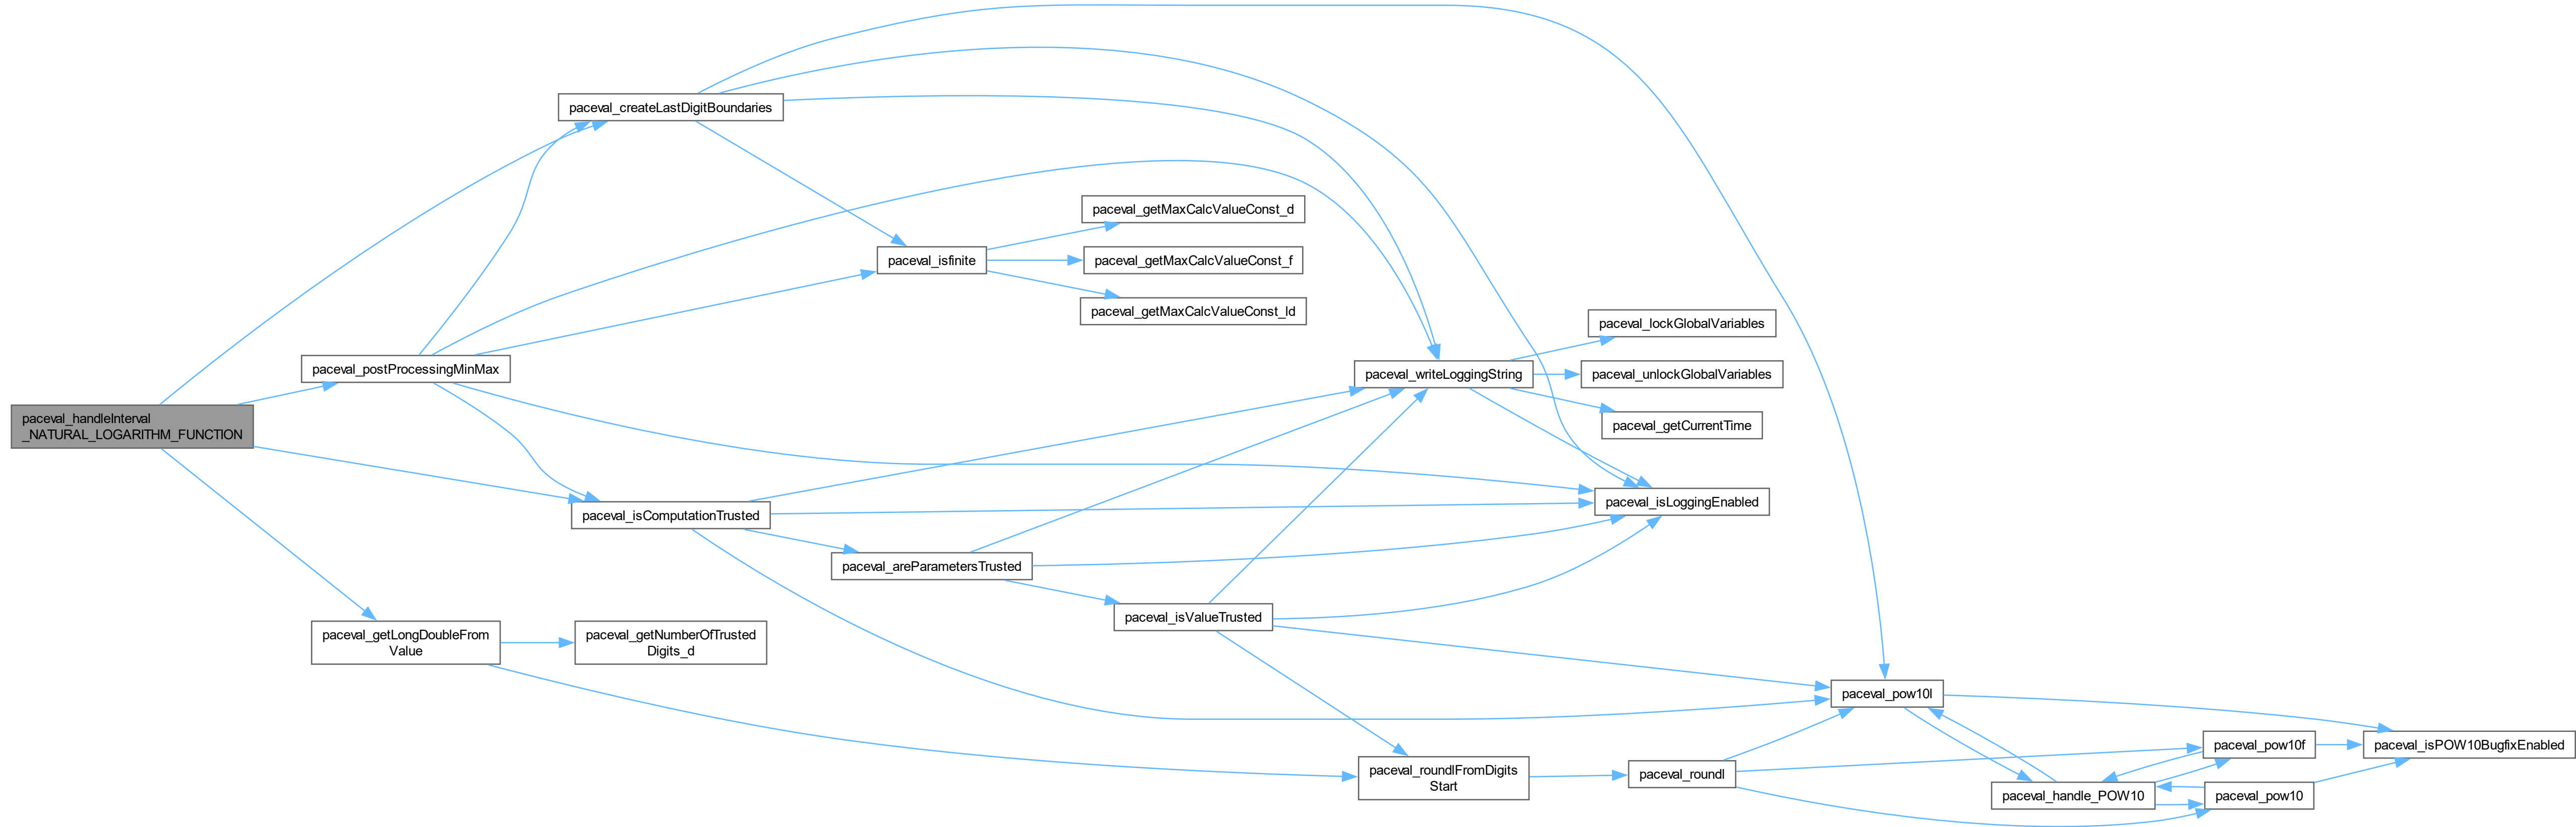 paceval_createLastDigitBoundaries
paceval_getMaxCalcValueConst_d
paceval_isfinite
paceval_getMaxCalcValueConst_f
paceval_getMaxCalcValueConst_ld
paceval_lockGlobalVariables
paceval_postProcessingMinMax
paceval_writeLoggingString
paceval_unlockGlobalVariables
paceval_handleInterval
_NATURAL_LOGARITHM_FUNCTION
paceval_getCurrentTime
paceval_isComputationTrusted
paceval_isLoggingEnabled
paceval_areParametersTrusted
paceval_isValueTrusted
paceval_getLongDoubleFrom
Value
paceval_getNumberOfTrusted
Digits_d
paceval_pow10l
paceval_pow10f
paceval_isPOW10BugfixEnabled
paceval_roundlFromDigits
Start
paceval_roundl
paceval_handle_POW10
paceval_pow10